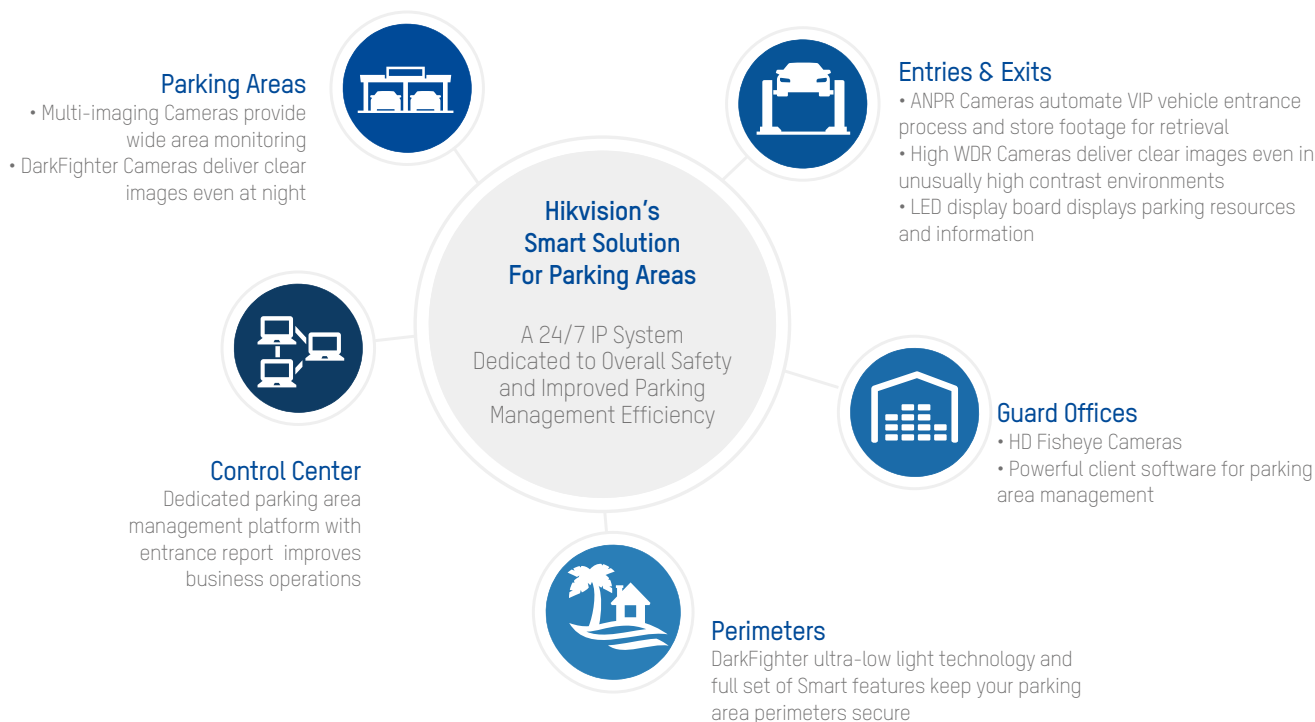 Parking Areas
• Multi-imaging Cameras provide
wide area monitoring
• DarkFighter Cameras deliver clear
images even at night
Entries & Exits
• ANPR Cameras automate VIP vehicle entrance
process and store footage for retrieval
• High WDR Cameras deliver clear images even in
unusually high contrast environments
• LED display board displays parking resources
and information
Hikvision's
Smart Solution
For Parking Areas
A 24/7 IP System
Dedicated to Overall Safety
and Improved Parking
Management Efficiency
Guard Offices
• HD Fisheye Cameras
• Powerful client software for parking
area management
Control Center
Dedicated parking area
management platform with
entrance report improves
business operations
Perimeters
DarkFighter ultra-low light technology and
full set of Smart features keep your parking
area perimeters secure